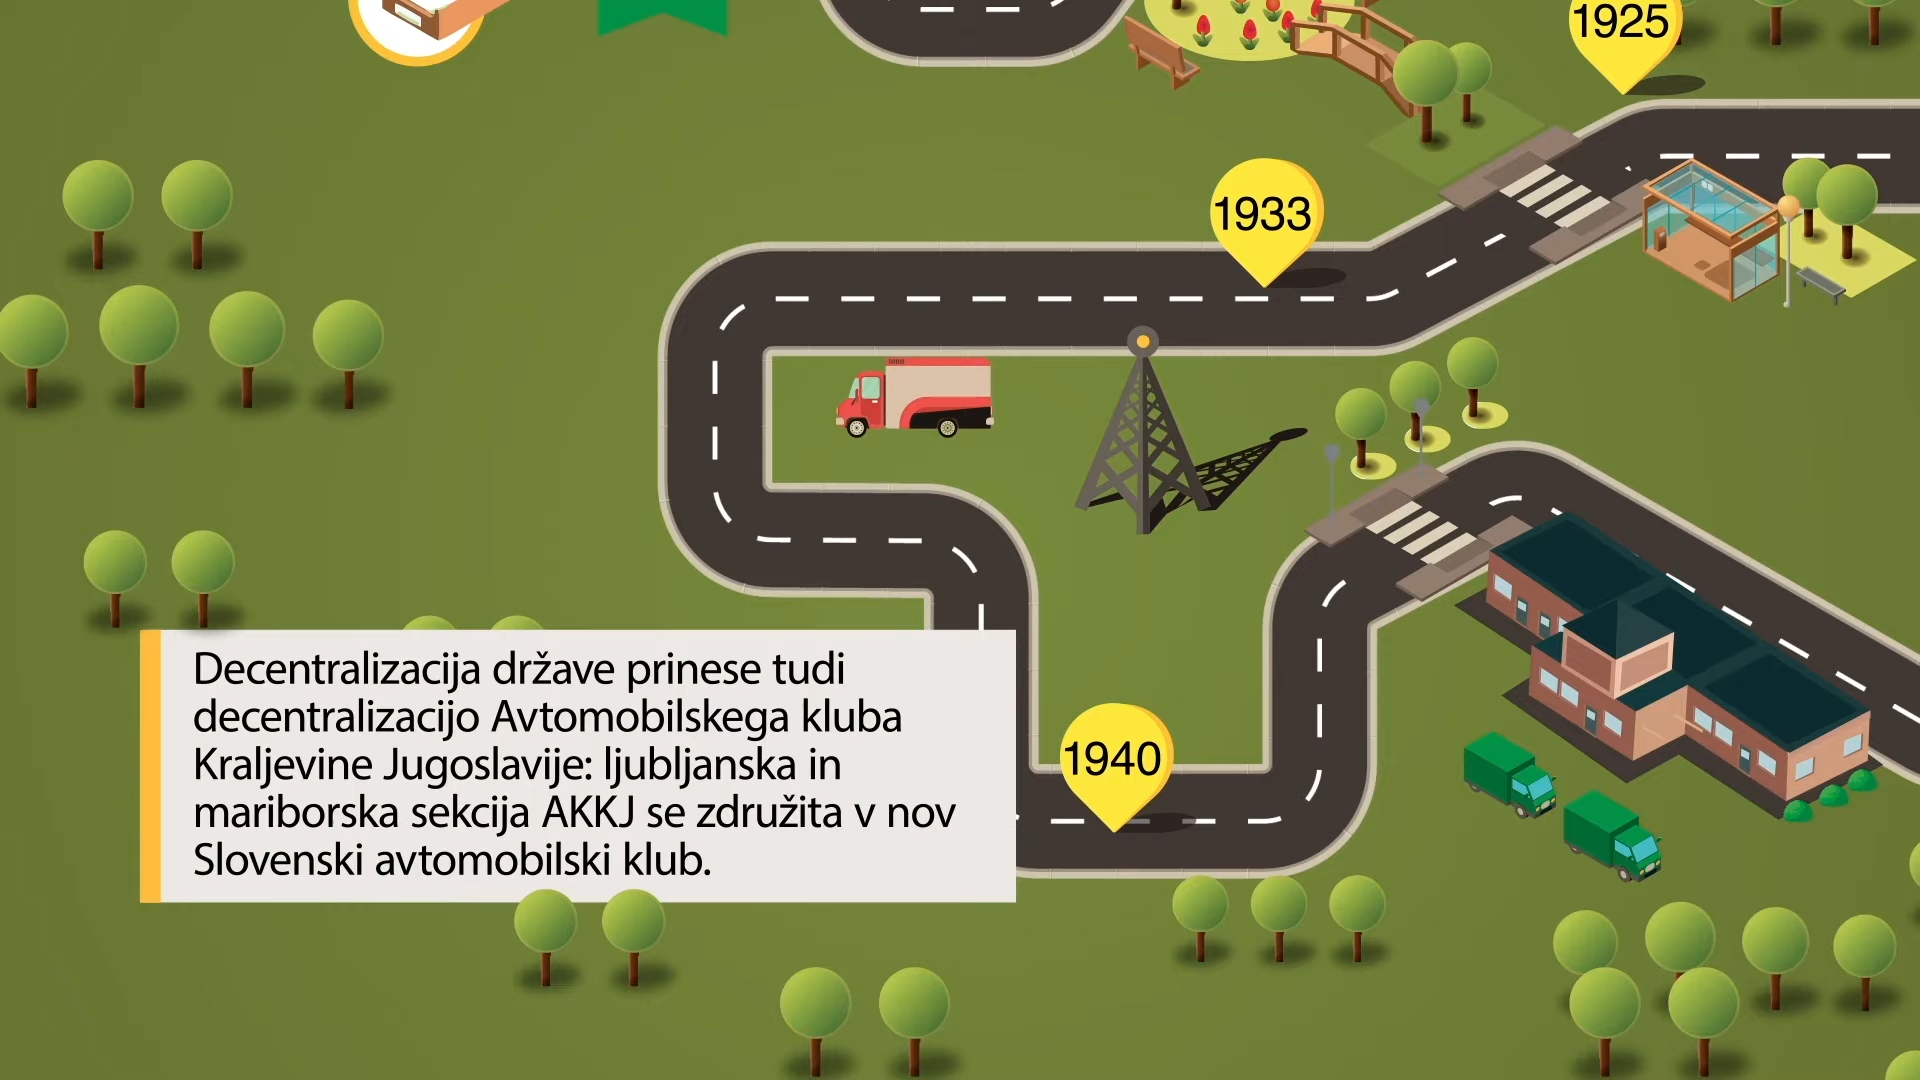 1925
1933
Decentralizacija države prinese tudi
decentralizacijo Avtomobilskega kluba
Kraljevine Jugoslavije: ljubljanska in
mariborska sekcija AKKJ se združita v nov
Slovenski avtomobilski klub.
1940